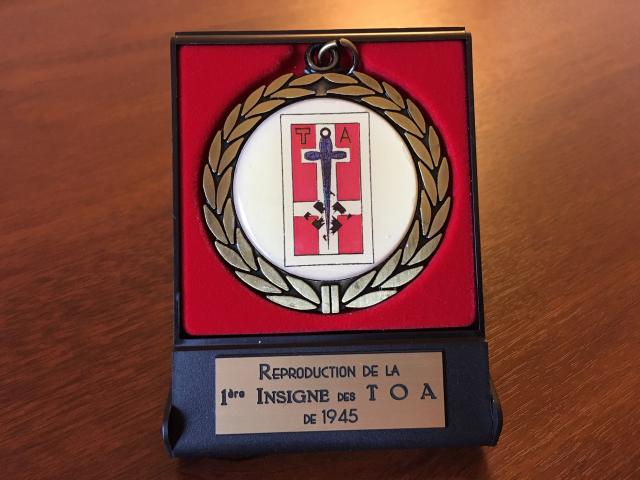 T A
REPRODUCTION DE LA
1ère INSIGNE DES T O A
DE 1945